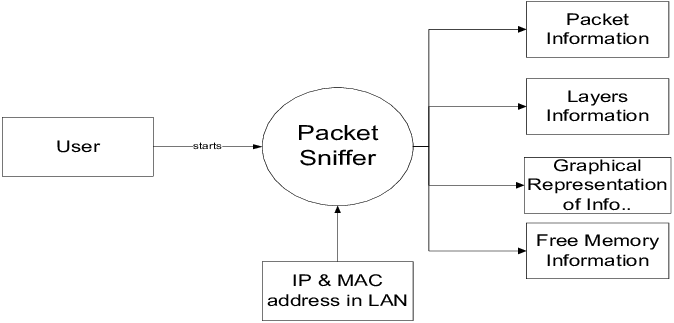 User
starts
Packet
Sniffer
IP & MAC
address in LAN
Packet
Information
Layers
Information
Graphical
Representation
of Info..
Free Memory
Information